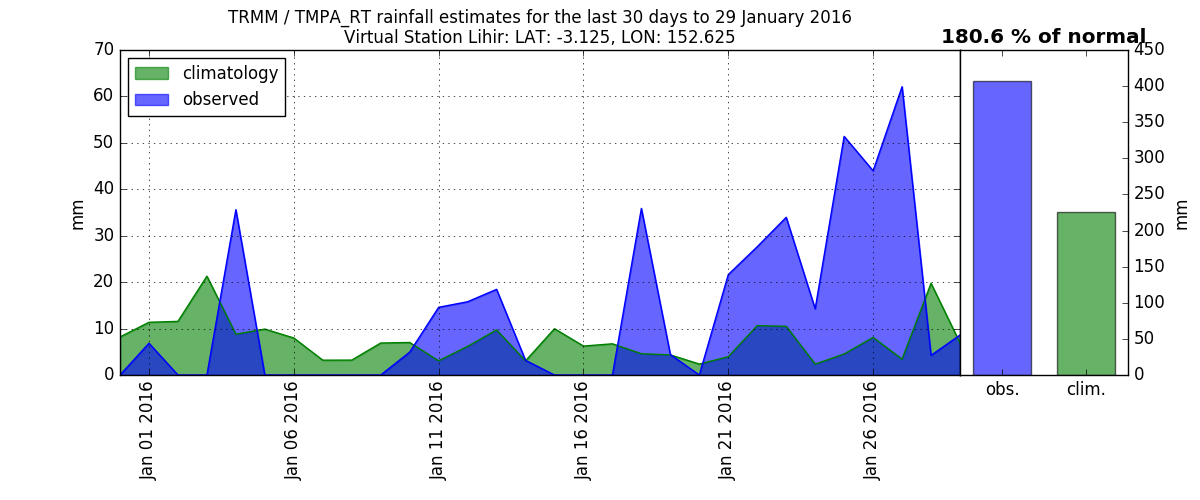 TRMM / TMPA_RT rainfall estimates for the last 30 days to 29 January 2016
Virtual Station Lihir: LAT: -3.125, LON: 152.625
180.6 % of normal
climatology
observed
70
60
50
40
30
20
10
0
mm
Jan 01 2016
Jan 06 2016
Jan 11 2016
Jan 16 2016
Jan 21 2016
Jan 26 2016
450
400
350
300
250
200
150
100
50
0
mm
obs.
clim.